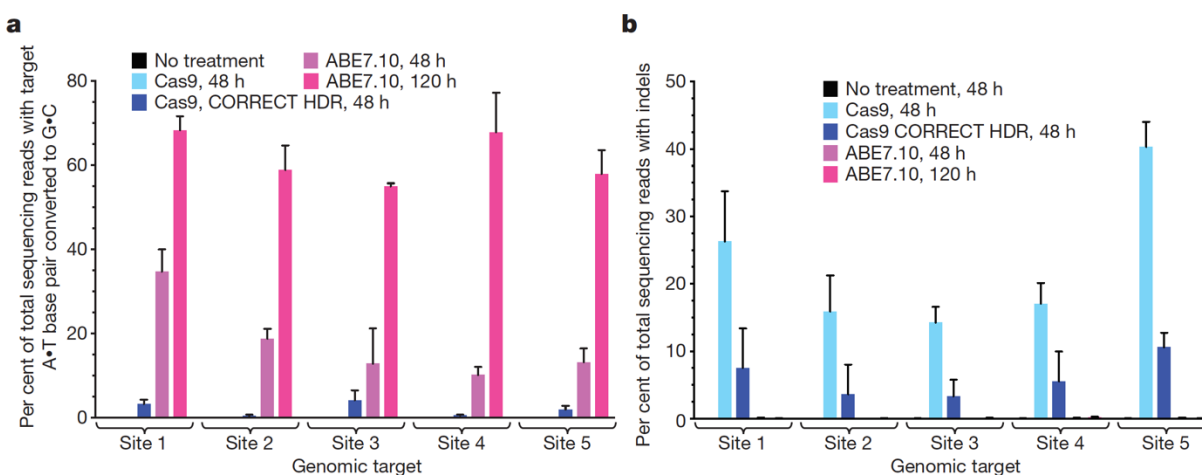 a
No treatment
Cas9, 48 h
Cas9, CORRECT HDR, 48 h
ABE7.10, 48 h
ABE7.10, 120 h
Per cent of total sequencing reads with target
A•T base pair converted to G•C
80
60
40
20
0
Site 1
Site 2
Site 3
Site 4
Site 5
Genomic target
b
No treatment, 48 h
Cas9, 48 h
Cas9 CORRECT HDR, 48 h
ABE7.10, 48 h
ABE7.10, 120 h
Per cent of total sequencing reads with indels
50
40
30
20
10
0
Site 1
Site 2
Site 3
Site 4
Site 5
Genomic target